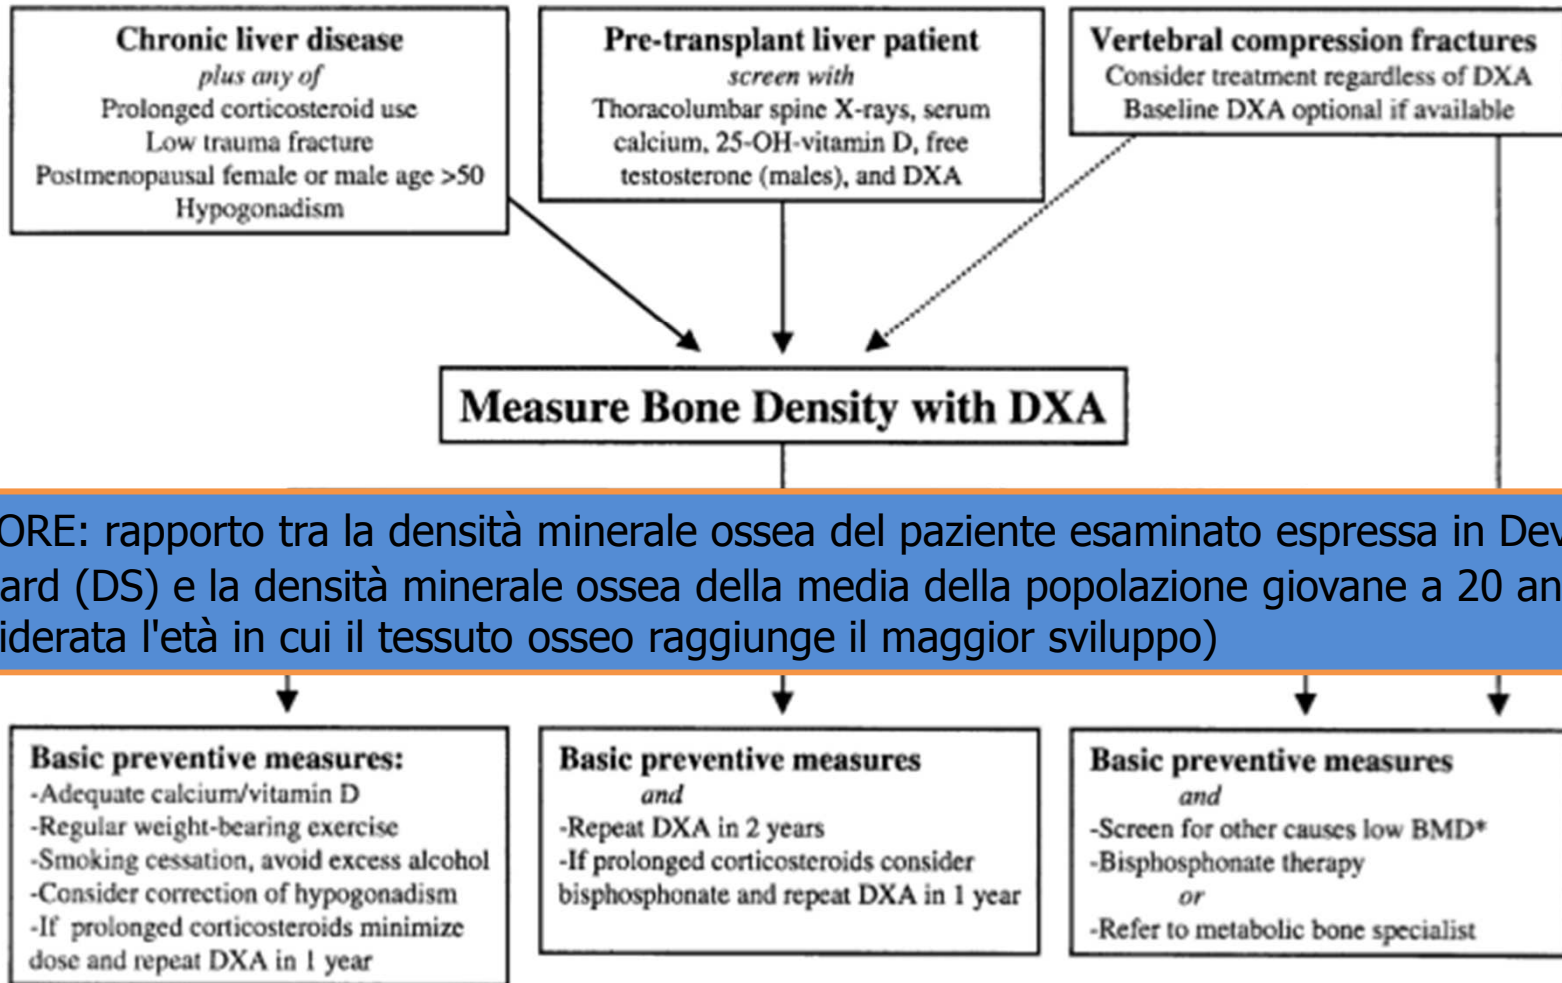 Chronic liver disease
plus any of
Prolonged corticosteroid use
Low trauma fracture
Postmenopausal female or male age >50
Hypogonadism
Pre-transplant liver patient
screen with
Thoracolumbar spine X-rays, serum
calcium, 25-OH-vitamin D, free
testosterone (males), and DXA
Vertebral compression fractures
Consider treatment regardless of DXA
Baseline DXA optional if available
Measure Bone Density with DXA
ORE: rapporto tra la densità minerale ossea del paziente esaminato espressa in Dev
ard (DS) e la densità minerale ossea della media della popolazione giovane a 20 an
iderata l'età in cui il tessuto osseo raggiunge il maggior sviluppo)
Basic preventive measures:
-Adequate calcium/vitamin D
-Regular weight-bearing exercise
-Smoking cessation, avoid excess alcohol
-Consider correction of hypogonadism
-If prolonged corticosteroids minimize
dose and repeat DXA in 1 year
Basic preventive measures
and
-Repeat DXA in 2 years
-If prolonged corticosteroids consider
bisphosphonate and repeat DXA in 1 year
Basic preventive measures
and
-Screen for other causes low BMD*
-Bisphosphonate therapy
or
-Refer to metabolic bone specialist